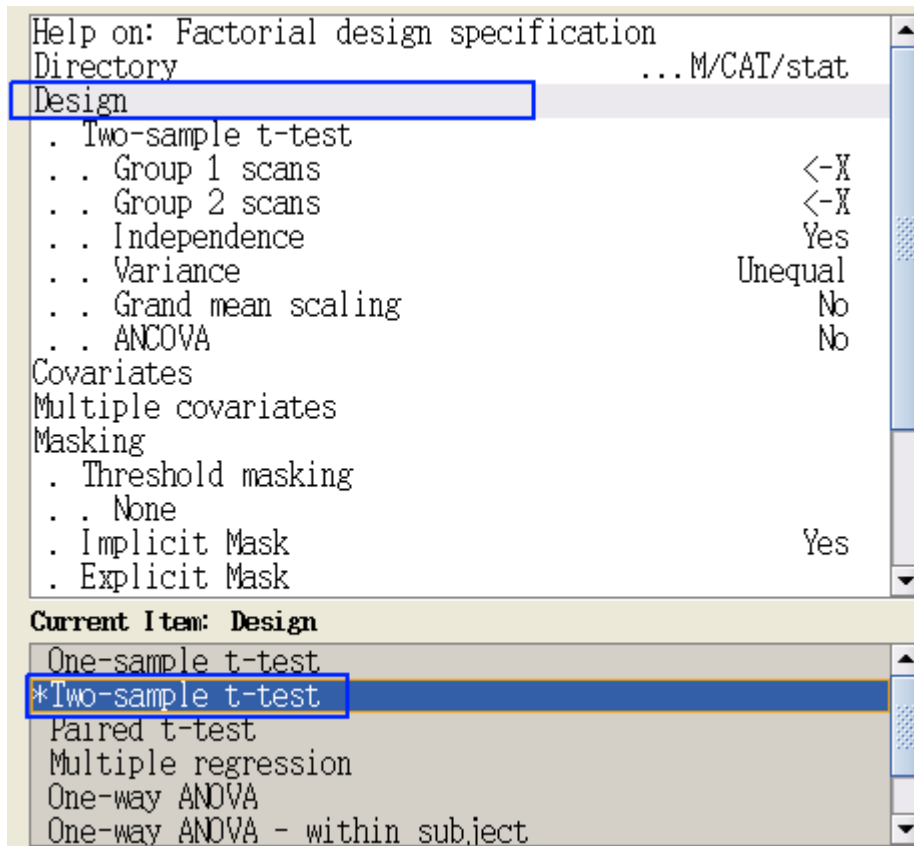 Help on: Factorial design specification
Directory ...M/CAT/stat
Design
. Two-sample t-test
. . Group 1 scans <-X
. . Group 2 scans <-X
. . Independence Yes
. . Variance Unequal
. . Grand mean scaling No
. . ANCOVA No
Covariates
Multiple covariates
Masking
. Threshold masking
. . None
. Implicit Mask Yes
. Explicit Mask
Current Item: Design
One-sample t-test
*Two-sample t-test
Paired t-test
Multiple regression
One-way ANOVA
One-way ANOVA - within subject